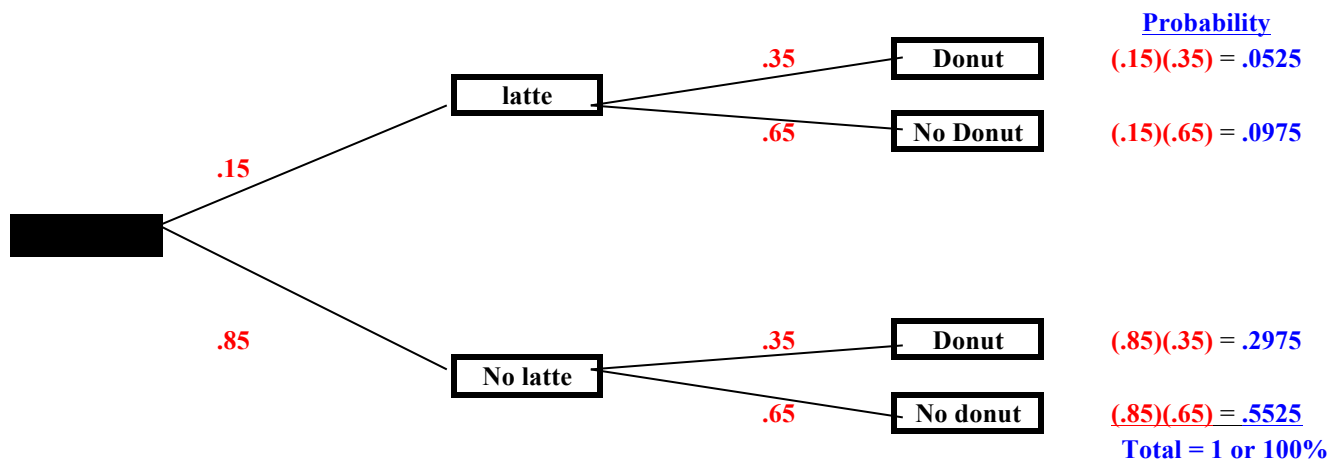 Probability
.35 Donut (.15)(.35) = .0525
latte
.65 No Donut (.15)(.65) = .0975
.15
.85
.35 Donut (.85)(.35) = .2975
No latte
.65 No donut (.85)(.65) = .5525
Total = 1 or 100%